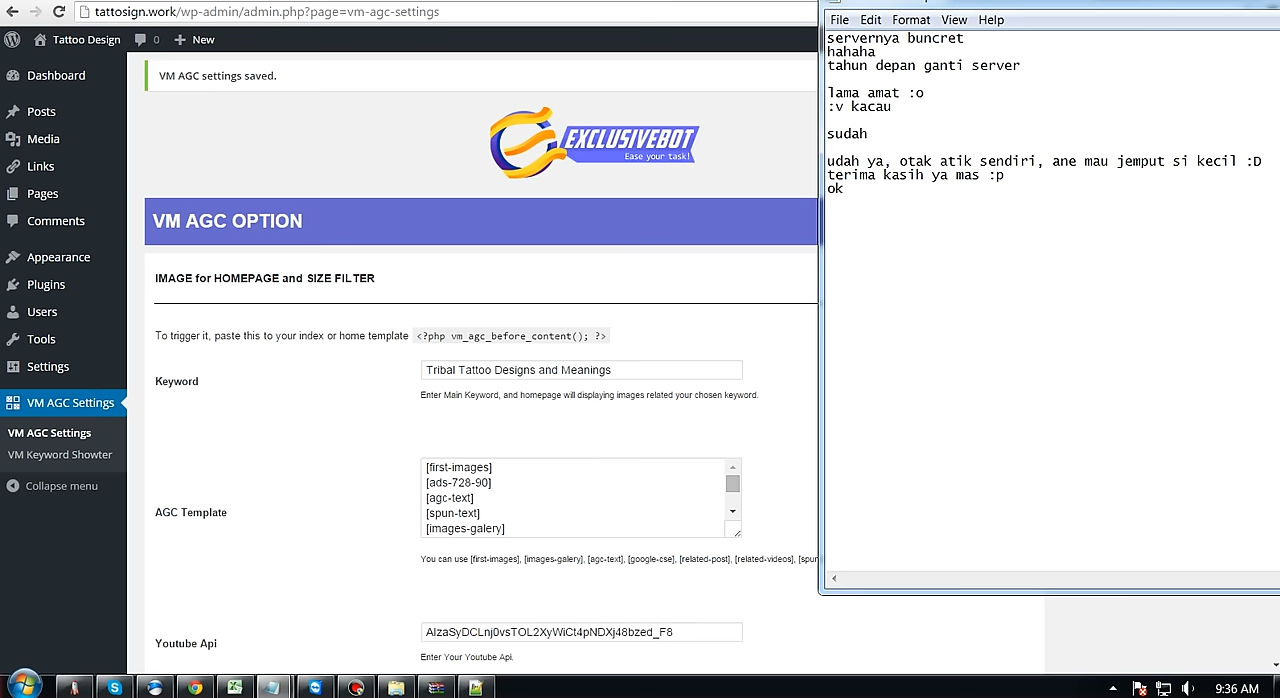 tattosign.work/wp-admin/admin.php?page=vm-agc-settings
Tattoo Design 0 New
Dashboard
Posts
Media
Links
Pages
Comments
Appearance
Plugins
Users
Tools
Settings
VM AGC Settings
VM AGC Settings
VM Keyword Showter
Collapse menu
VM AGC settings saved.
EXCLUSIVEBOT
Ease your task!
VM AGC OPTION
IMAGE for HOMEPAGE and SIZE FILTER
To trigger it, paste this to your index or home template <?php vm_agc_before_content(); ?>
Keyword
Tribal Tattoo Designs and Meanings
Enter Main Keyword, and homepage will displaying images related your chosen keyword.
AGC Template
[first-images]
[ads-728-90]
[agc-text]
[spun-text]
[images-galery]
You can use [first-images], [images-galery], [agc-text], [google-cse], [related-post], [related-videos], [spun
Youtube Api
AIzaSyDCLnj0vsTOL2XyWiCt4pNDXj48bzed_F8
Enter Your Youtube Api.
File Edit Format View Help
servernya buncret
hahaha
tahun depan ganti server
lama amat :o
:v kacau
sudah
udah ya, otak atik sendiri, ane mau jemput si kecil :D
terima kasih ya mas :p
ok
9:36 AM